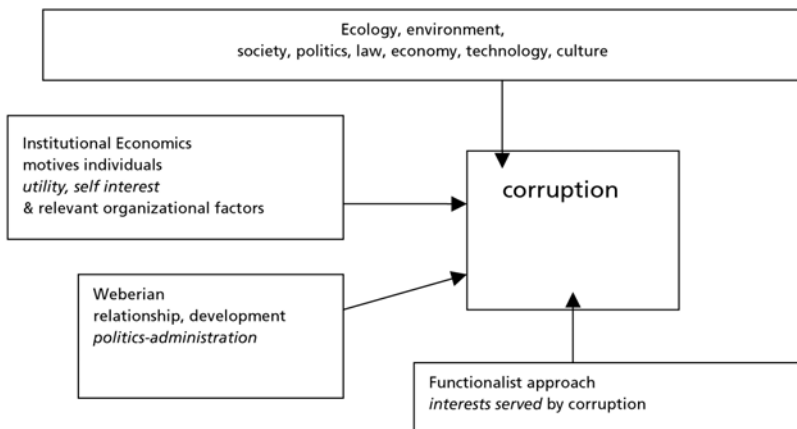 Ecology, environment,
society, politics, law, economy, technology, culture
Institutional Economics
motives individuals
utility, self interest
& relevant organizational factors
corruption
Weberian
relationship, development
politics-administration
Functionalist approach
interests served by corruption